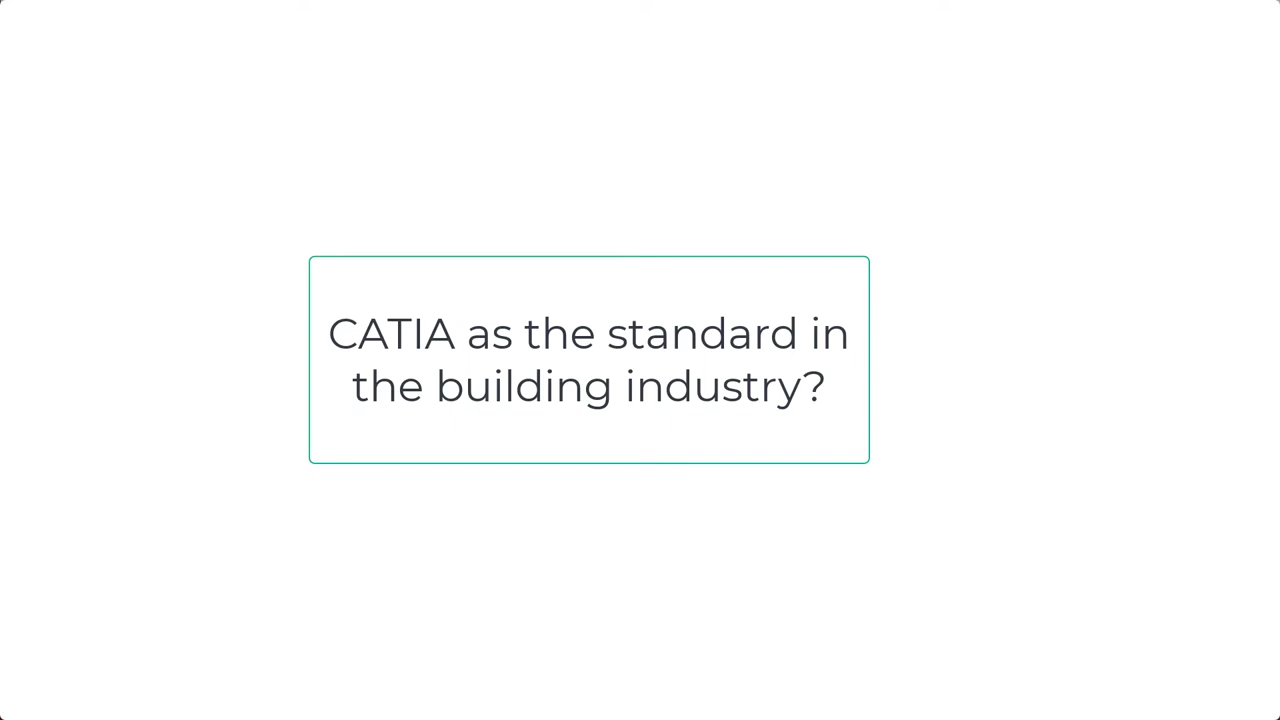 CATIA as the standard in
the building industry?